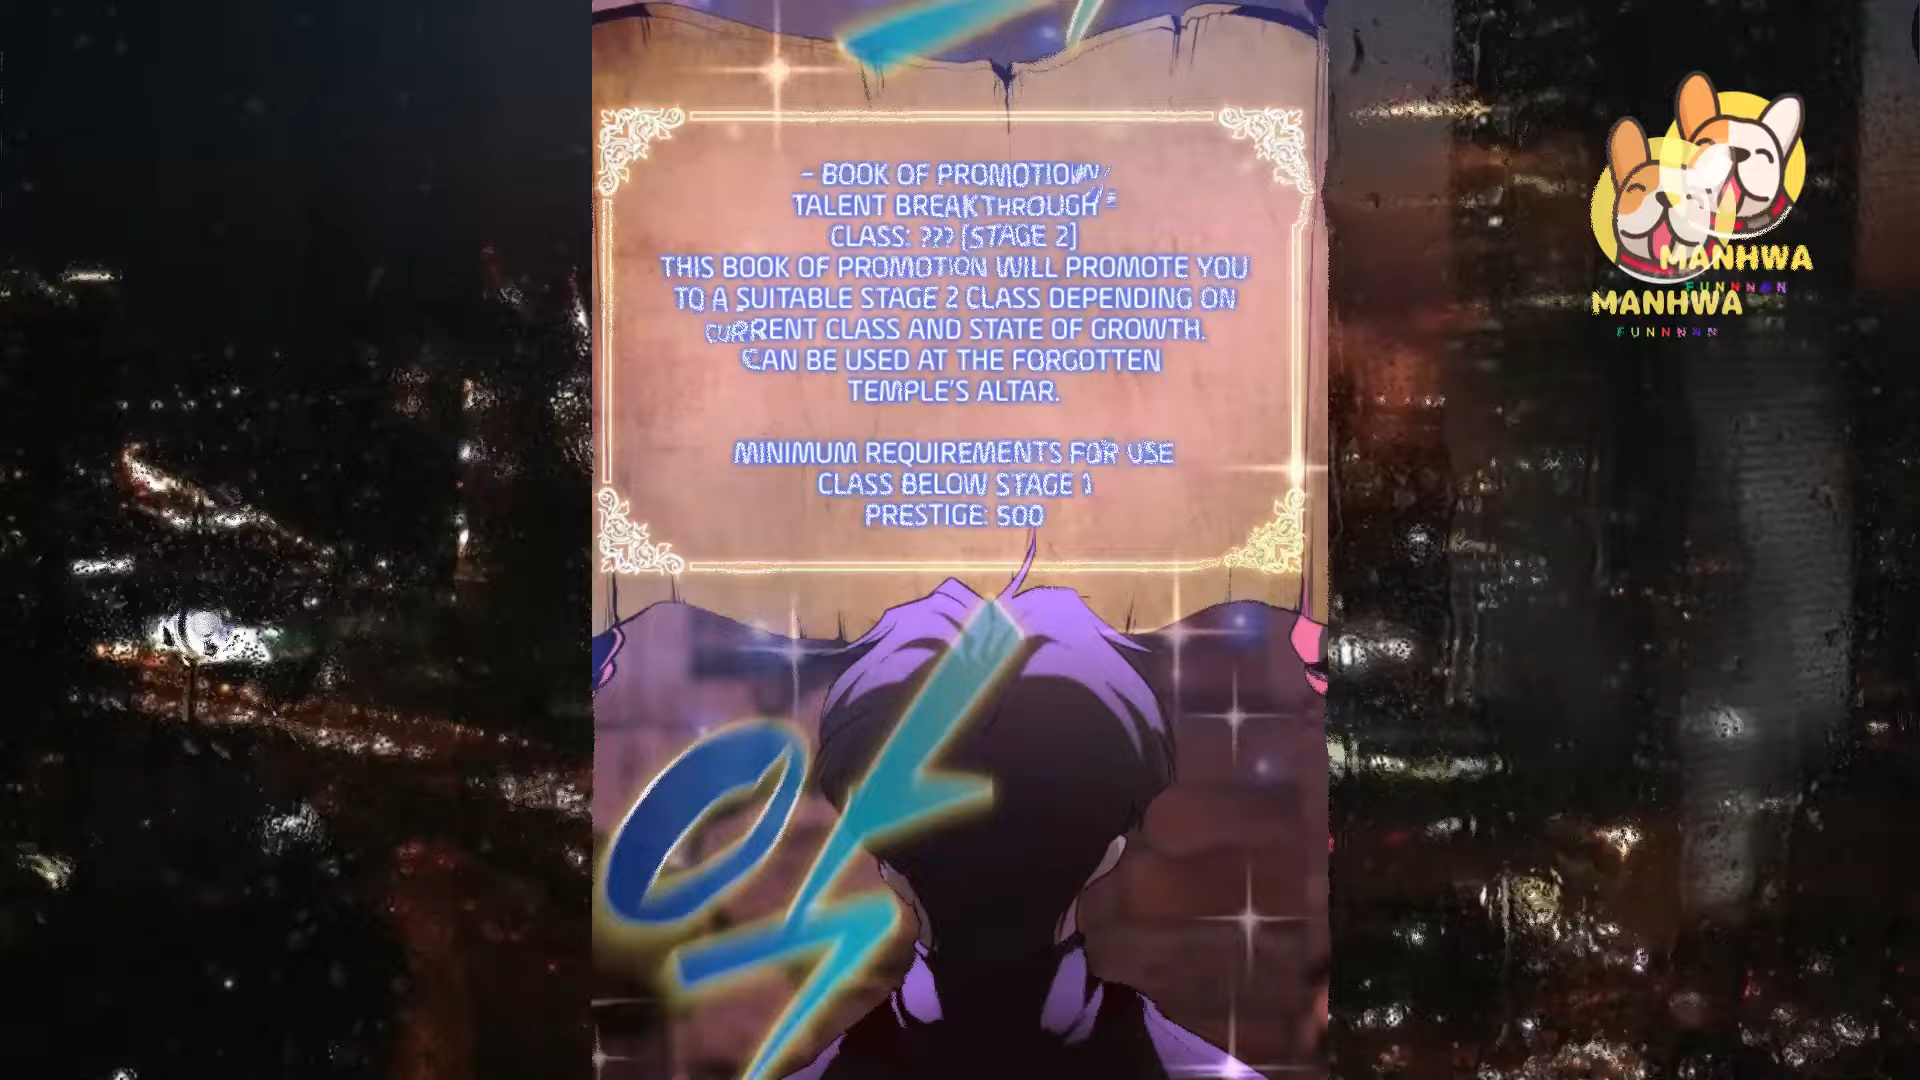 - BOOK OF PROMOTION
TALENT BREAKTHROUGH -
CLASS: ??? [STAGE 2]
THIS BOOK OF PROMOTION WILL PROMOTE YOU
TO A SUITABLE STAGE 2 CLASS DEPENDING ON
CURRENT CLASS AND STATE OF GROWTH.
CAN BE USED AT THE FORGOTTEN
TEMPLE'S ALTAR.
MINIMUM REQUIREMENTS FOR USE
CLASS BELOW STAGE 1
PRESTIGE: 500
MANHWA
FUNNNNN
MANHWA
FUNNNNN